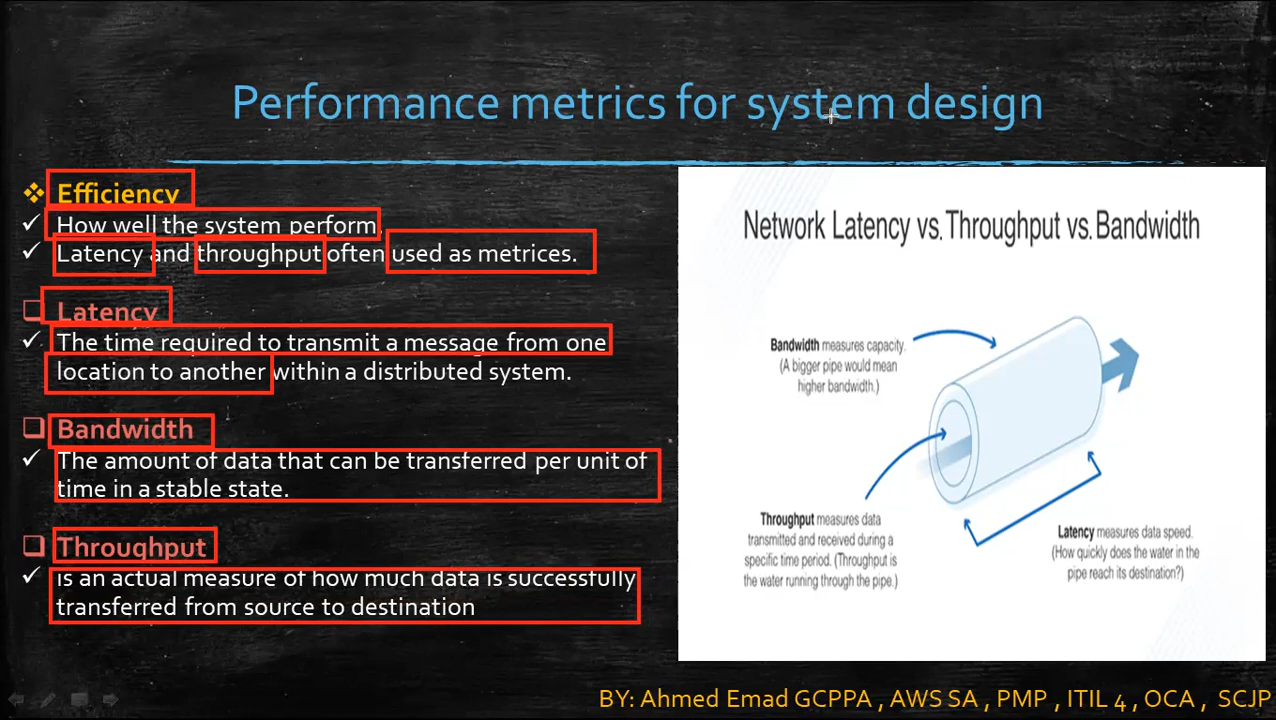 Performance metrics for system design
Efficiency
How well the system perform.
Latency and throughput often used as metrices.
Latency
The time required to transmit a message from one
location to another within a distributed system.
Bandwidth
The amount of data that can be transferred per unit of
time in a stable state.
Throughput
is an actual measure of how much data is successfully
transferred from source to destination
Network Latency vs. Throughput vs. Bandwidth
Bandwidth measures capacity.
(A bigger pipe would mean
higher bandwidth.)
Throughput measures data
transmitted and received during a
specific time period. (Throughput is
the water running through the pipe.)
Latency measures data speed.
(How quickly does the water in the
pipe reach its destination?)
BY: Ahmed Emad GCPPA , AWS SA , PMP , ITIL 4 , OCA , SCJP